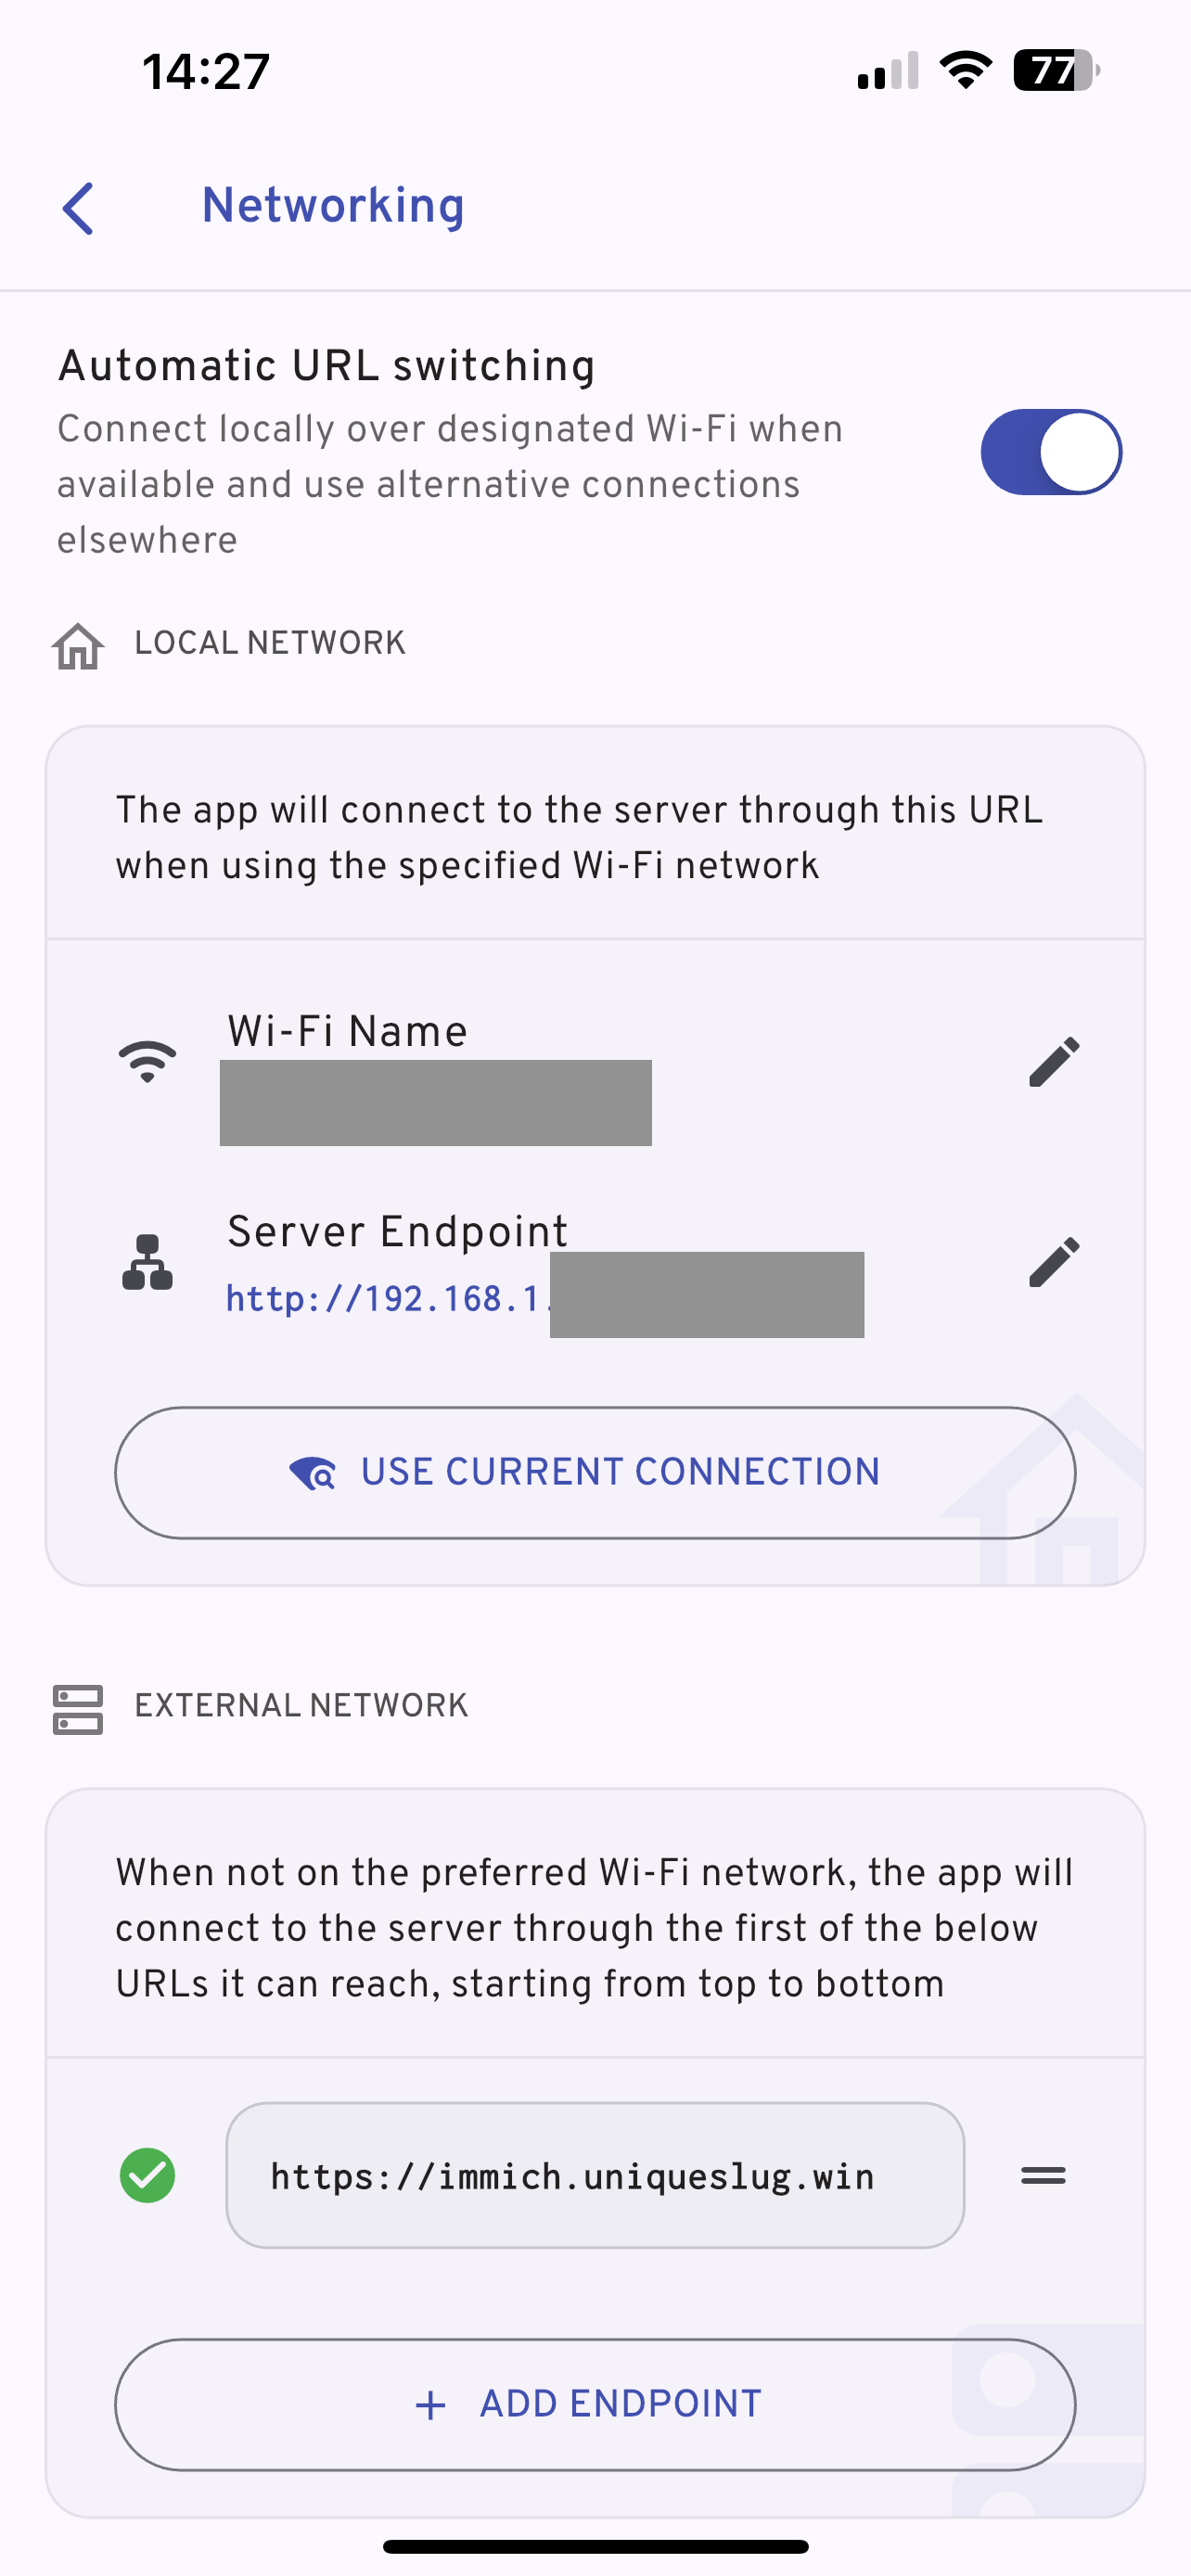 14:27
77
Networking
Automatic URL switching
Connect locally over designated Wi-Fi when
available and use alternative connections
elsewhere
LOCAL NETWORK
The app will connect to the server through this URL
when using the specified Wi-Fi network
Wi-Fi Name
Server Endpoint
http://192.168.1.
USE CURRENT CONNECTION
EXTERNAL NETWORK
When not on the preferred Wi-Fi network, the app will
connect to the server through the first of the below
URLs it can reach, starting from top to bottom
https://immich.uniqueslug.win
+ ADD ENDPOINT